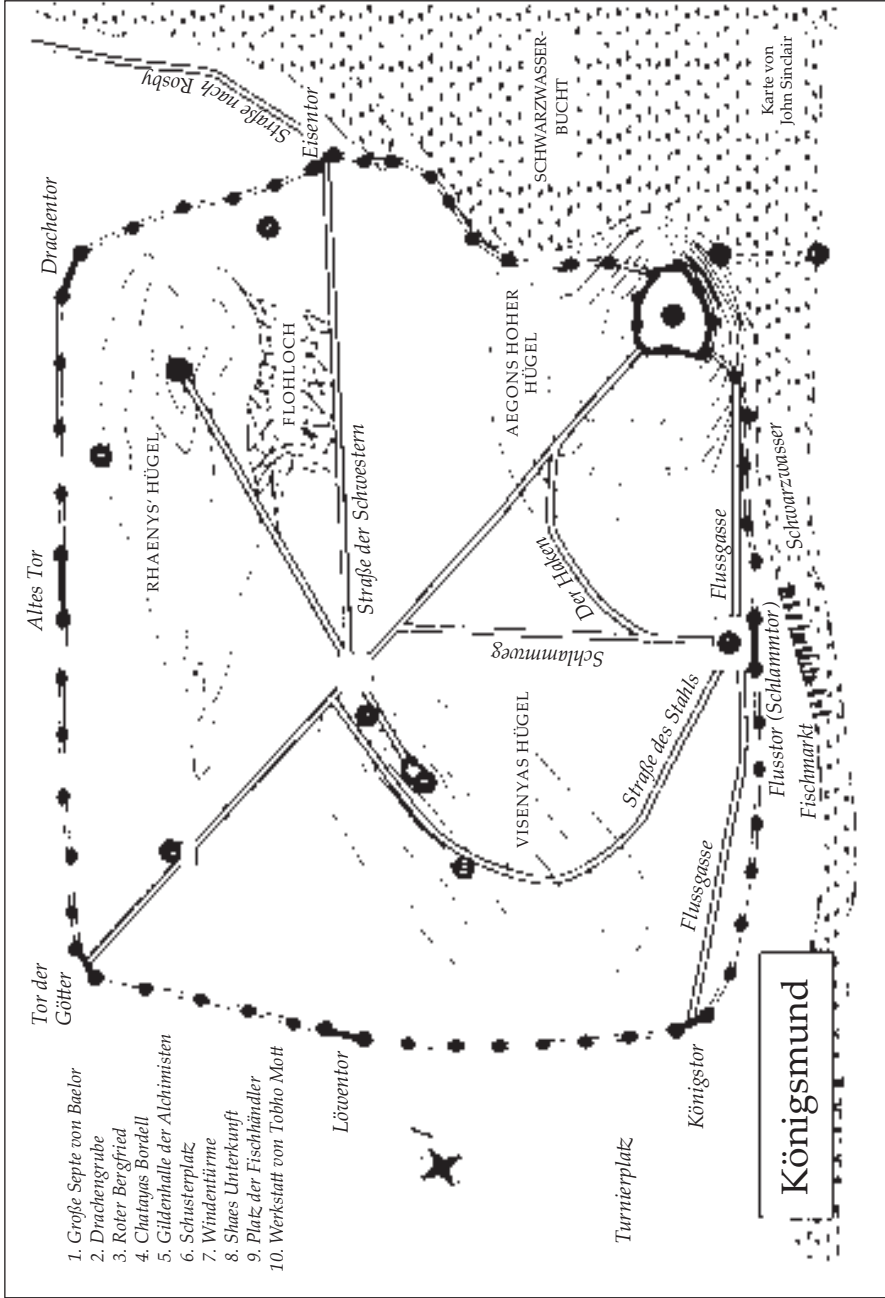 1. Große Septe von Baelor
2. Drachengrube
3. Roter Bergfried
4. Chatayas Bordell
5. Gildenhalle der Alchimisten
6. Schusterplatz
7. Windentürme
8. Shaes Unterkunft
9. Platz der Fischhändler
10. Werkstatt von Tobho Mott
Tor der
Götter
Altes Tor
Drachentor
Straße nach Rosby
Eisentor
RHAENYS’ HÜGEL
FLOHLOCH
Löwentor
Straße der Schwestern
SCHWARZWASSER-
BUCHT
AEGONS HOHER
HÜGEL
VISENYAS HÜGEL
Schlammweg
Der Haken
Turnierplatz
Königstor
Straße des Stahls
Flussgasse
Flussgasse
Flusstor (Schlammtor)
Fischmarkt
Schwarzwasser
Karte von
John Sinclair
Königsmund